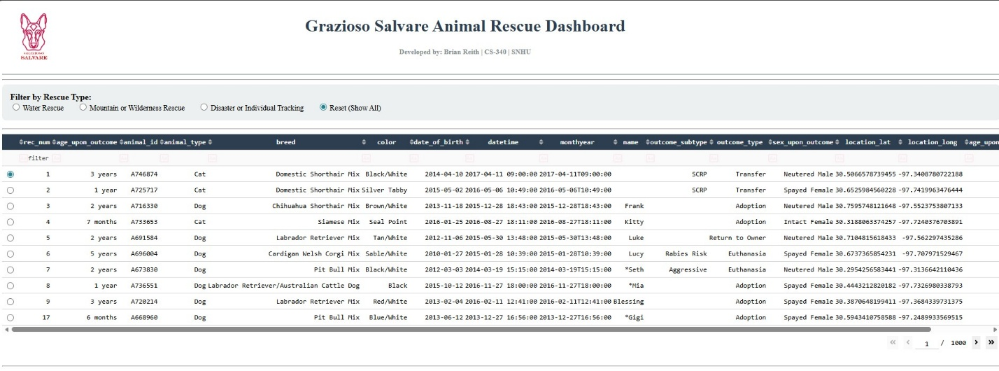 GRAZIOSO
SALVARE
Grazioso Salvare Animal Rescue Dashboard
Developed by: Brian Reith | CS-340 | SNHU
Filter by Rescue Type:
Water Rescue Mountain or Wilderness Rescue Disaster or Individual Tracking Reset (Show All)
rec_num age_upon_outcome animal_id animal_type breed color date_of_birth datetime monthyear name outcome_subtype outcome_type sex_upon_outcome location_lat location_long age_upon
filter
1 3 years A746874 Cat Domestic Shorthair Mix Black/White 2014-04-10 2017-04-11 09:00:00 2017-04-11T09:00:00 SCRP Transfer Neutered Male 30.5066578739455 -97.3408780722188
2 1 year A725717 Cat Domestic Shorthair Mix Silver Tabby 2015-05-02 2016-05-06 10:49:00 2016-05-06T10:49:00 SCRP Transfer Spayed Female 30.6525984560228 -97.7419963476444
3 2 years A716330 Dog Chihuahua Shorthair Mix Brown/White 2013-11-18 2015-12-28 18:43:00 2015-12-28T18:43:00 Frank Adoption Neutered Male 30.7595748121648 -97.5523753807133
4 7 months A733653 Cat Siamese Mix Seal Point 2016-01-25 2016-08-27 18:11:00 2016-08-27T18:11:00 Kitty Adoption Intact Female 30.3188063374257 -97.7240376703891
5 2 years A691584 Dog Labrador Retriever Mix Tan/White 2012-11-06 2015-05-30 13:48:00 2015-05-30T13:48:00 Luke Return to Owner Neutered Male 30.7104815618433 -97.562297435286
6 5 years A696004 Dog Cardigan Welsh Corgi Mix Sable/White 2010-01-27 2015-01-28 10:39:00 2015-01-28T10:39:00 Lucy Rabies Risk Euthanasia Spayed Female 30.6737365854231 -97.707971529467
7 2 years A673830 Dog Pit Bull Mix Black/White 2012-03-03 2014-03-19 15:15:00 2014-03-19T15:15:00 *Seth Aggressive Euthanasia Neutered Male 30.2954256583441 -97.3136642110436
8 1 year A736551 Dog Labrador Retriever/Australian Cattle Dog Black 2015-10-12 2016-11-27 18:00:00 2016-11-27T18:00:00 *Mia Adoption Spayed Female 30.4443212820182 -97.7326980338793
9 3 years A720214 Dog Labrador Retriever Mix Red/White 2013-02-04 2016-02-11 12:41:00 2016-02-11T12:41:00 Blessing Adoption Spayed Female 30.3870648199411 -97.3684339731375
17 6 months A668960 Dog Pit Bull Mix Blue/White 2013-06-12 2013-12-27 16:56:00 2013-12-27T16:56:00 *Gigi Adoption Spayed Female 30.5943410758588 -97.2489933569515
1 / 1000